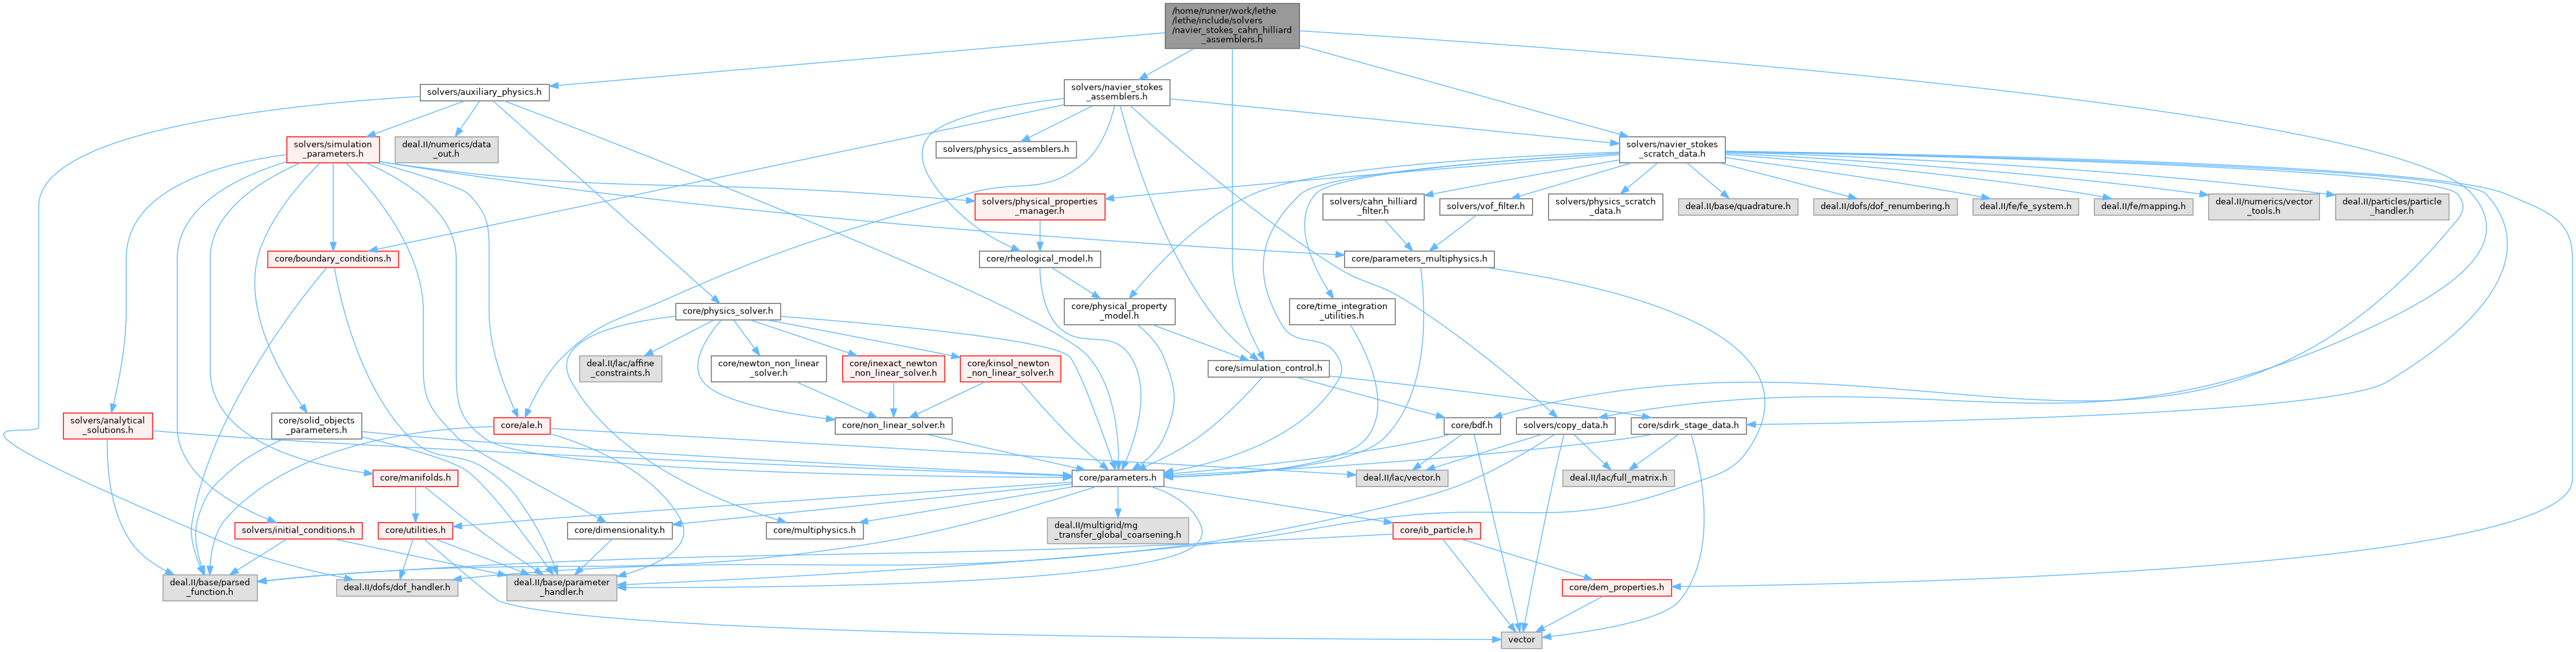 /home/runner/work/lethe
/lethe/include/solvers
/navier_stokes_cahn_hilliard
_assemblers.h
solvers/auxiliary_physics.h
solvers/navier_stokes
_assemblers.h
solvers/simulation
_parameters.h
deal.II/numerics/data
_out.h
solvers/physics_assemblers.h
solvers/navier_stokes
_scratch_data.h
solvers/physical_properties
_manager.h
solvers/cahn_hilliard
_filter.h
solvers/vof_filter.h
solvers/physics_scratch
_data.h
deal.II/base/quadrature.h
deal.II/dofs/dof_renumbering.h
deal.II/fe/fe_system.h
deal.II/fe/mapping.h
deal.II/numerics/vector
_tools.h
deal.II/particles/particle
_handler.h
core/boundary_conditions.h
core/rheological_model.h
core/parameters_multiphysics.h
core/physics_solver.h
core/physical_property
_model.h
core/time_integration
_utilities.h
deal.II/lac/affine
_constraints.h
core/newton_non_linear
_solver.h
core/inexact_newton
_non_linear_solver.h
core/kinsol_newton
_non_linear_solver.h
core/simulation_control.h
solvers/analytical
_solutions.h
core/solid_objects
_parameters.h
core/ale.h
core/non_linear_solver.h
core/bdf.h
solvers/copy_data.h
core/sdirk_stage_data.h
core/manifolds.h
core/parameters.h
deal.II/lac/vector.h
deal.II/lac/full_matrix.h
solvers/initial_conditions.h
core/utilities.h
core/dimensionality.h
core/multiphysics.h
deal.II/multigrid/mg
_transfer_global_coarsening.h
core/ib_particle.h
deal.II/base/parsed
_function.h
deal.II/dofs/dof_handler.h
deal.II/base/parameter
_handler.h
core/dem_properties.h
vector